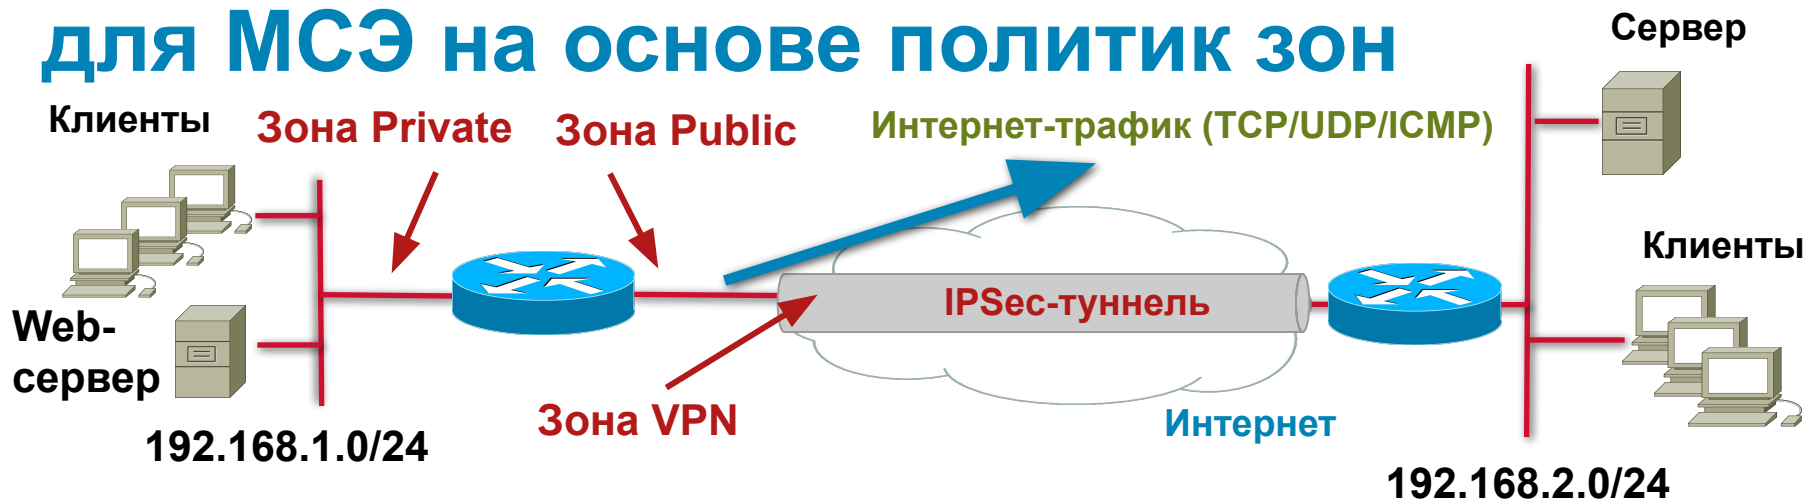 для МСЭ на основе политик зон
Сервер
Клиенты
Зона Private
Зона Public
Интернет-трафик (TCP/UDP/ICMP)
Клиенты
IPSec-туннель
Web-
сервер
Зона VPN
Интернет
192.168.1.0/24
192.168.2.0/24